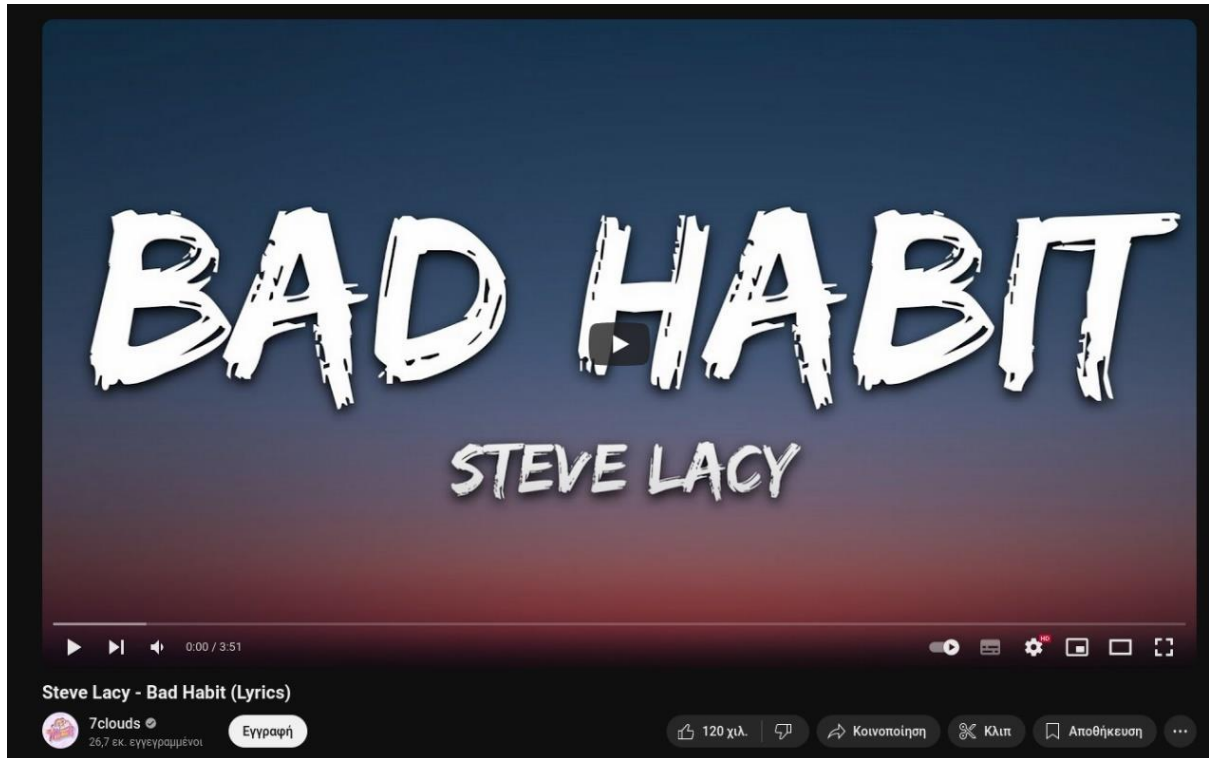 BAD HABIT
STEVE LACY
0:00 / 3:51
HD
Steve Lacy - Bad Habit (Lyrics)
7clouds
26,7 εκ. εγγεγραμμένοι
Εγγραφή
120 χιλ.
Κοινοποίηση
Κλιπ
Αποθήκευση